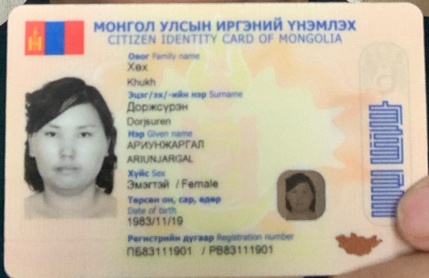 МОНГОЛ УЛСЫН ИРГЭНИЙ ҮНЭМЛЭХ
CITIZEN IDENTITY CARD OF MONGOLIA
Овог Family name
Хөх
Khukh
Эцэг/эх/-ийн нэр Surname
Доржсүрэн
Dorjsuren
Нэр Given name
АРИУНЖАРГАЛ
ARIUNJARGAL
Хүйс Sex
Эмэгтэй / Female
Төрсөн он, сар, өдөр
Date of birth
1983/11/19
Регистрийн дугаар Registration number
ПБ83111901 / PB83111901